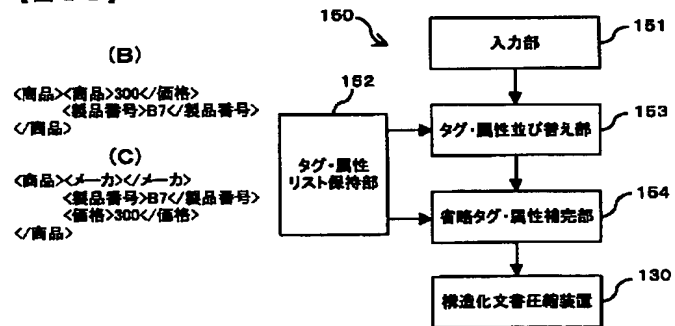 (B)
<商品><商品>300</価格>
<製品番号>B7</製品番号>
</商品>
(C)
<商品><メーカ></メーカ>
<製品番号>B7</製品番号>
<価格>300</価格>
</商品>
150
入力部
151
152
タグ・属性
リスト保持部
タグ・属性並び替え部
153
省略タグ・属性補完部
154
構造化文書圧縮装置
130